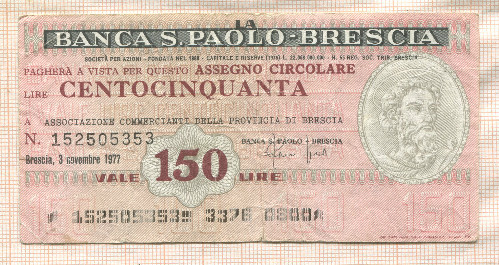 LA
BANCA S.PAOLO-BRESCIA
SOCIETÀ PER AZIONI - FONDATA NEL 1888 - CAPITALE E RISERVE
PAGHERÀ A VISTA PER QUESTO ASSEGNO CIRCOLARE
LIRE CENTOCINQUANTA
A ASSOCIAZIONE COMMERCIANTI DELLA PROVINCIA DI BRESCIA
N. 152505353
BANCA S. PAOLO - BRESCIA
Brescia, 3 novembre 1977
VALE 150 LIRE